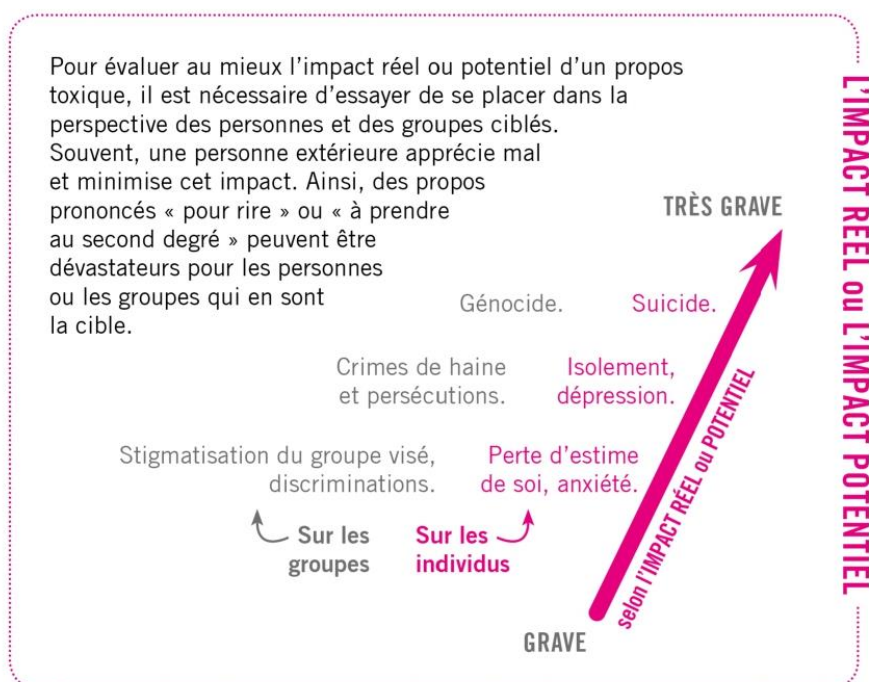 Pour évaluer au mieux l’impact réel ou potentiel d’un propos
toxique, il est nécessaire d’essayer de se placer dans la
perspective des personnes et des groupes ciblés.
Souvent, une personne extérieure apprécie mal
et minimise cet impact. Ainsi, des propos
prononcés « pour rire » ou « à prendre
au second degré » peuvent être
dévastateurs pour les personnes
ou les groupes qui en sont
la cible.
TRÈS GRAVE
Génocide.
Suicide.
Crimes de haine
et persécutions.
Isolement,
dépression.
Stigmatisation du groupe visé,
discriminations.
Perte d’estime
de soi, anxiété.
Sur les
groupes
Sur les
individus
GRAVE
selon l’IMPACT RÉEL ou POTENTIEL
L’IMPACT RÉEL ou L’IMPACT POTENTIEL